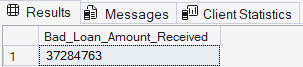 Results Messages Client Statistics
Bad_Loan_Amount_Received
1 37284763